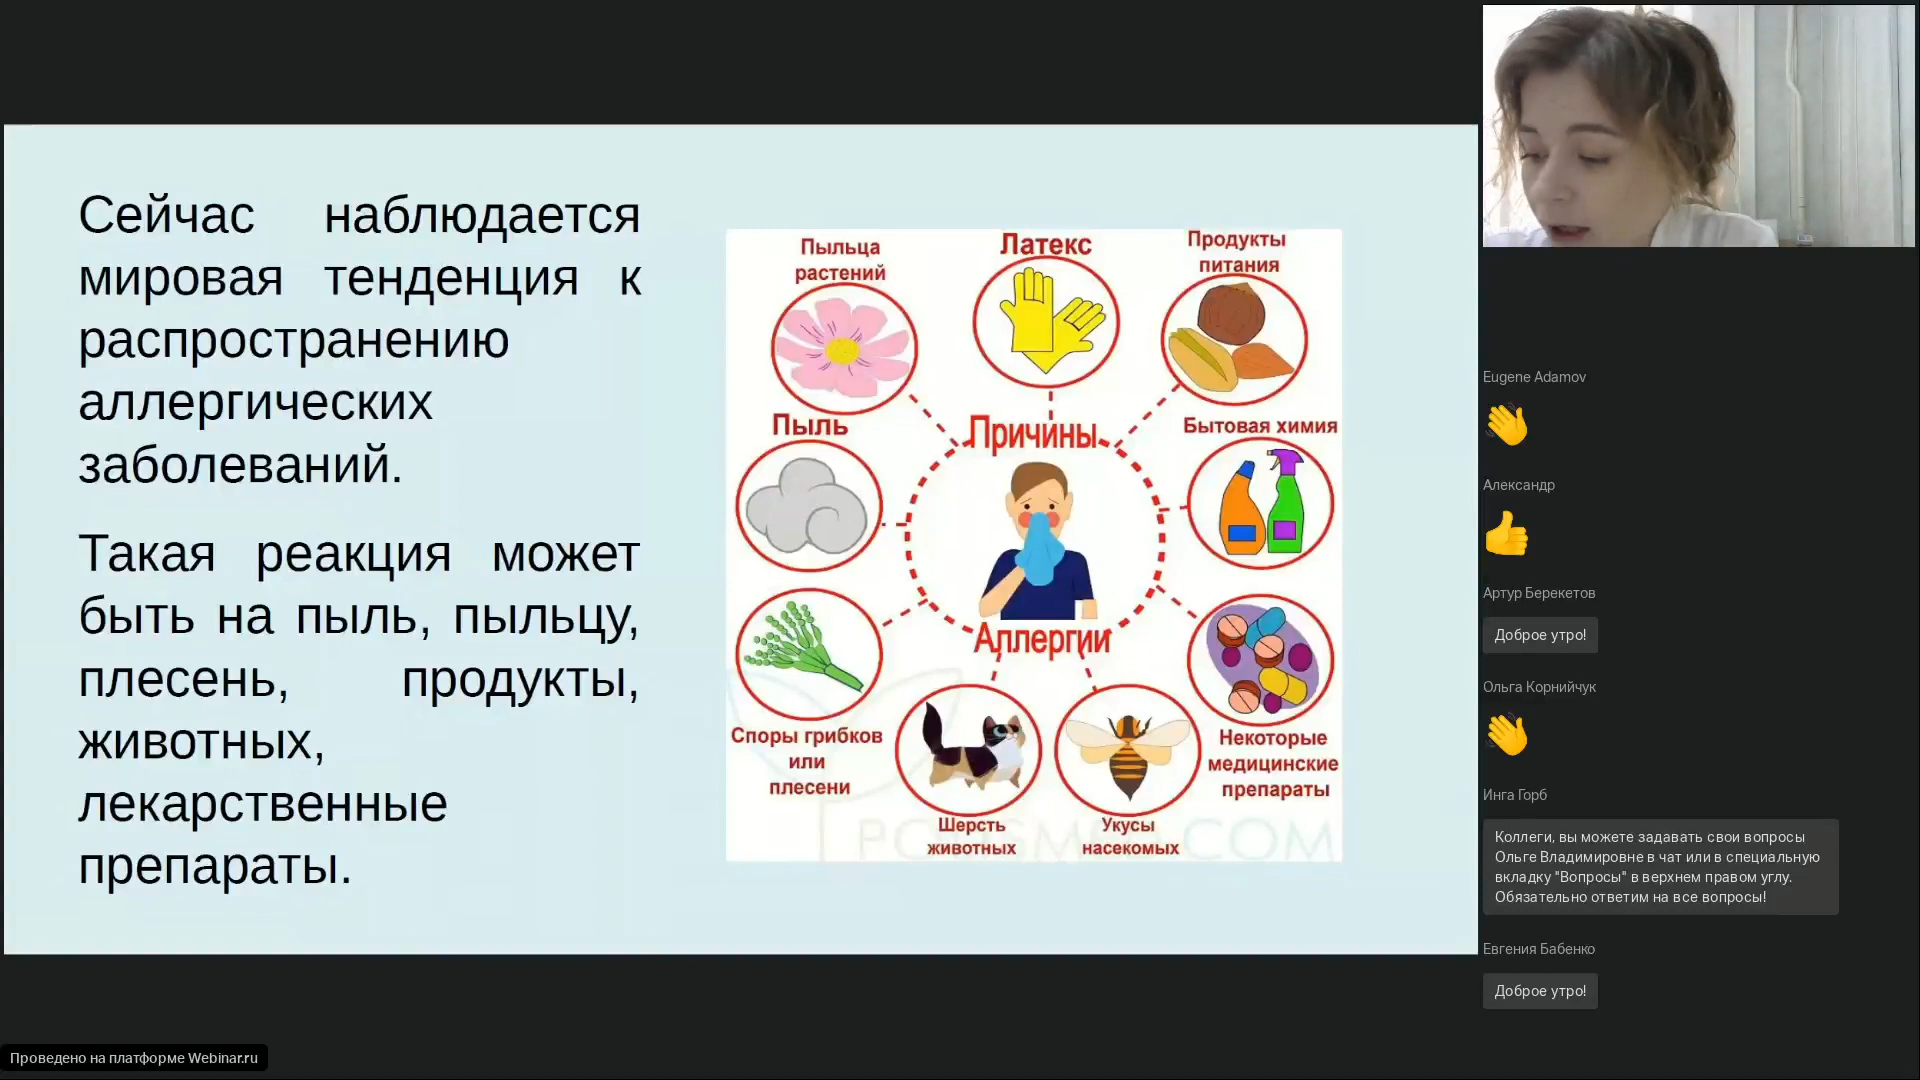 Сейчас наблюдается
мировая тенденция к
распространению
аллергических
заболеваний.
Такая реакция может
быть на пыль, пыльцу,
плесень, продукты,
животных,
лекарственные
препараты.
Пыльца
растений
Латекс
Продукты
питания
Пыль
Причины
Аллергии
Бытовая химия
Споры грибков
или
плесени
Шерсть
животных
Укусы
насекомых
Некоторые
медицинские
препараты
Eugene Adamov
Александр
Артур Берекетов
Доброе утро!
Ольга Корнийчук
Инга Горб
Коллеги, вы можете задавать свои вопросы
Ольге Владимировне в чат или в специальную
вкладку "Вопросы" в верхнем правом углу.
Обязательно ответим на все вопросы!
Евгения Бабенко
Доброе утро!
Проведено на платформе Webinar.ru